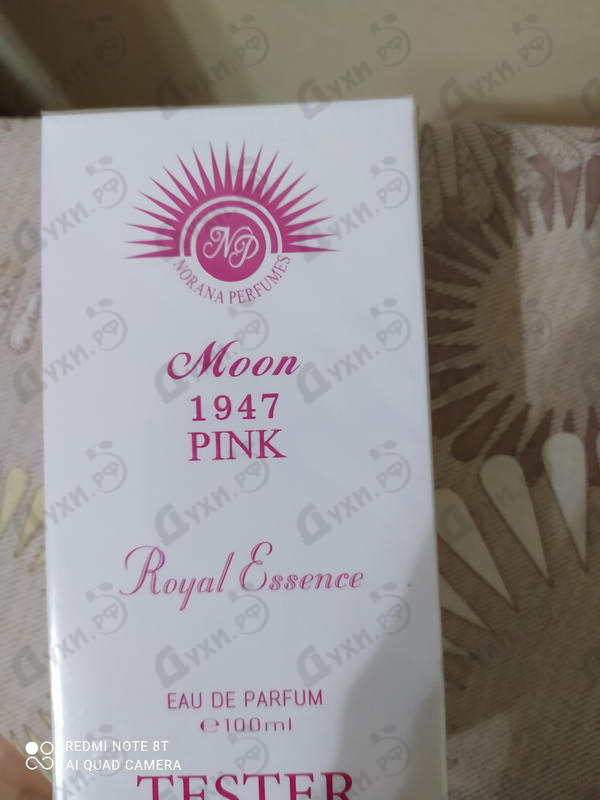 NP
NORANA PERFUMES
Moon
1947
PINK
Royal Essence
EAU DE PARFUM
℮100ml
TESTER
REDMI NOTE 8T
AI QUAD CAMERA
Духи.РФ